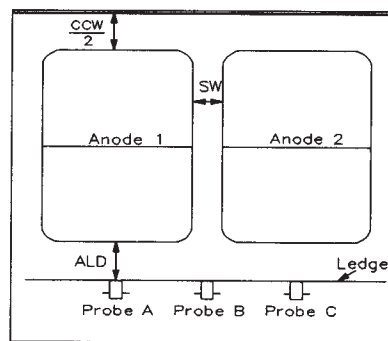 CCW
2
SW
Anode 1
Anode 2
ALD
Ledge
Probe A
Probe B
Probe C